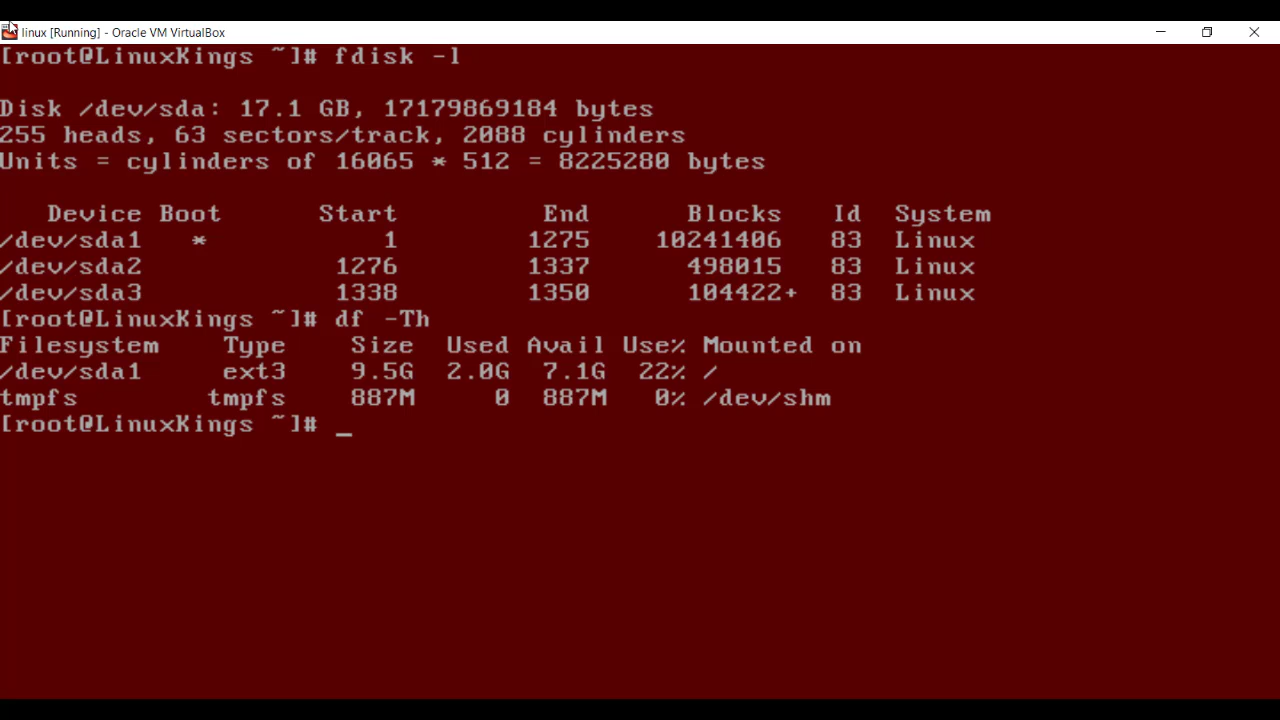 linux [Running] - Oracle VM VirtualBox
[root@LinuxKings ~]# fdisk -l
Disk /dev/sda: 17.1 GB, 17179869184 bytes
255 heads, 63 sectors/track, 2088 cylinders
Units = cylinders of 16065 * 512 = 8225280 bytes
Device Boot Start End Blocks Id System
/dev/sda1 * 1 1275 10241406 83 Linux
/dev/sda2 1276 1337 498015 83 Linux
/dev/sda3 1338 1350 104422+ 83 Linux
[root@LinuxKings ~]# df -Th
Filesystem Type Size Used Avail Use% Mounted on
/dev/sda1 ext3 9.5G 2.0G 7.1G 22% /
tmpfs tmpfs 887M 0 887M 0% /dev/shm
[root@LinuxKings ~]# _